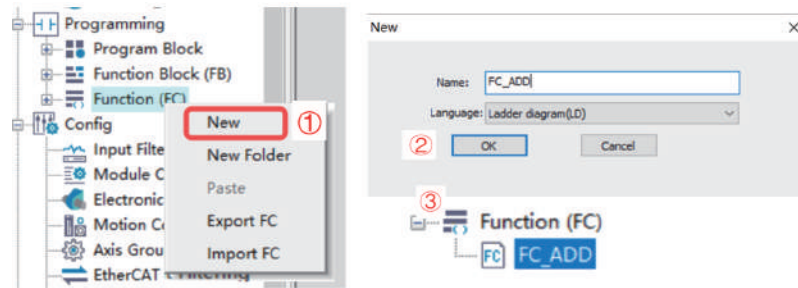 Programming
Program Block
Function Block (FB)
Function (FC)
Config
Input Filte
Module C
Electronic
Motion Co
Axis Grou
EtherCAT
New
①
New Folder
Paste
Export FC
Import FC
New
Name: FC_ADD
Language: Ladder diagram(LD)
②
OK
Cancel
③
Function (FC)
FC FC_ADD